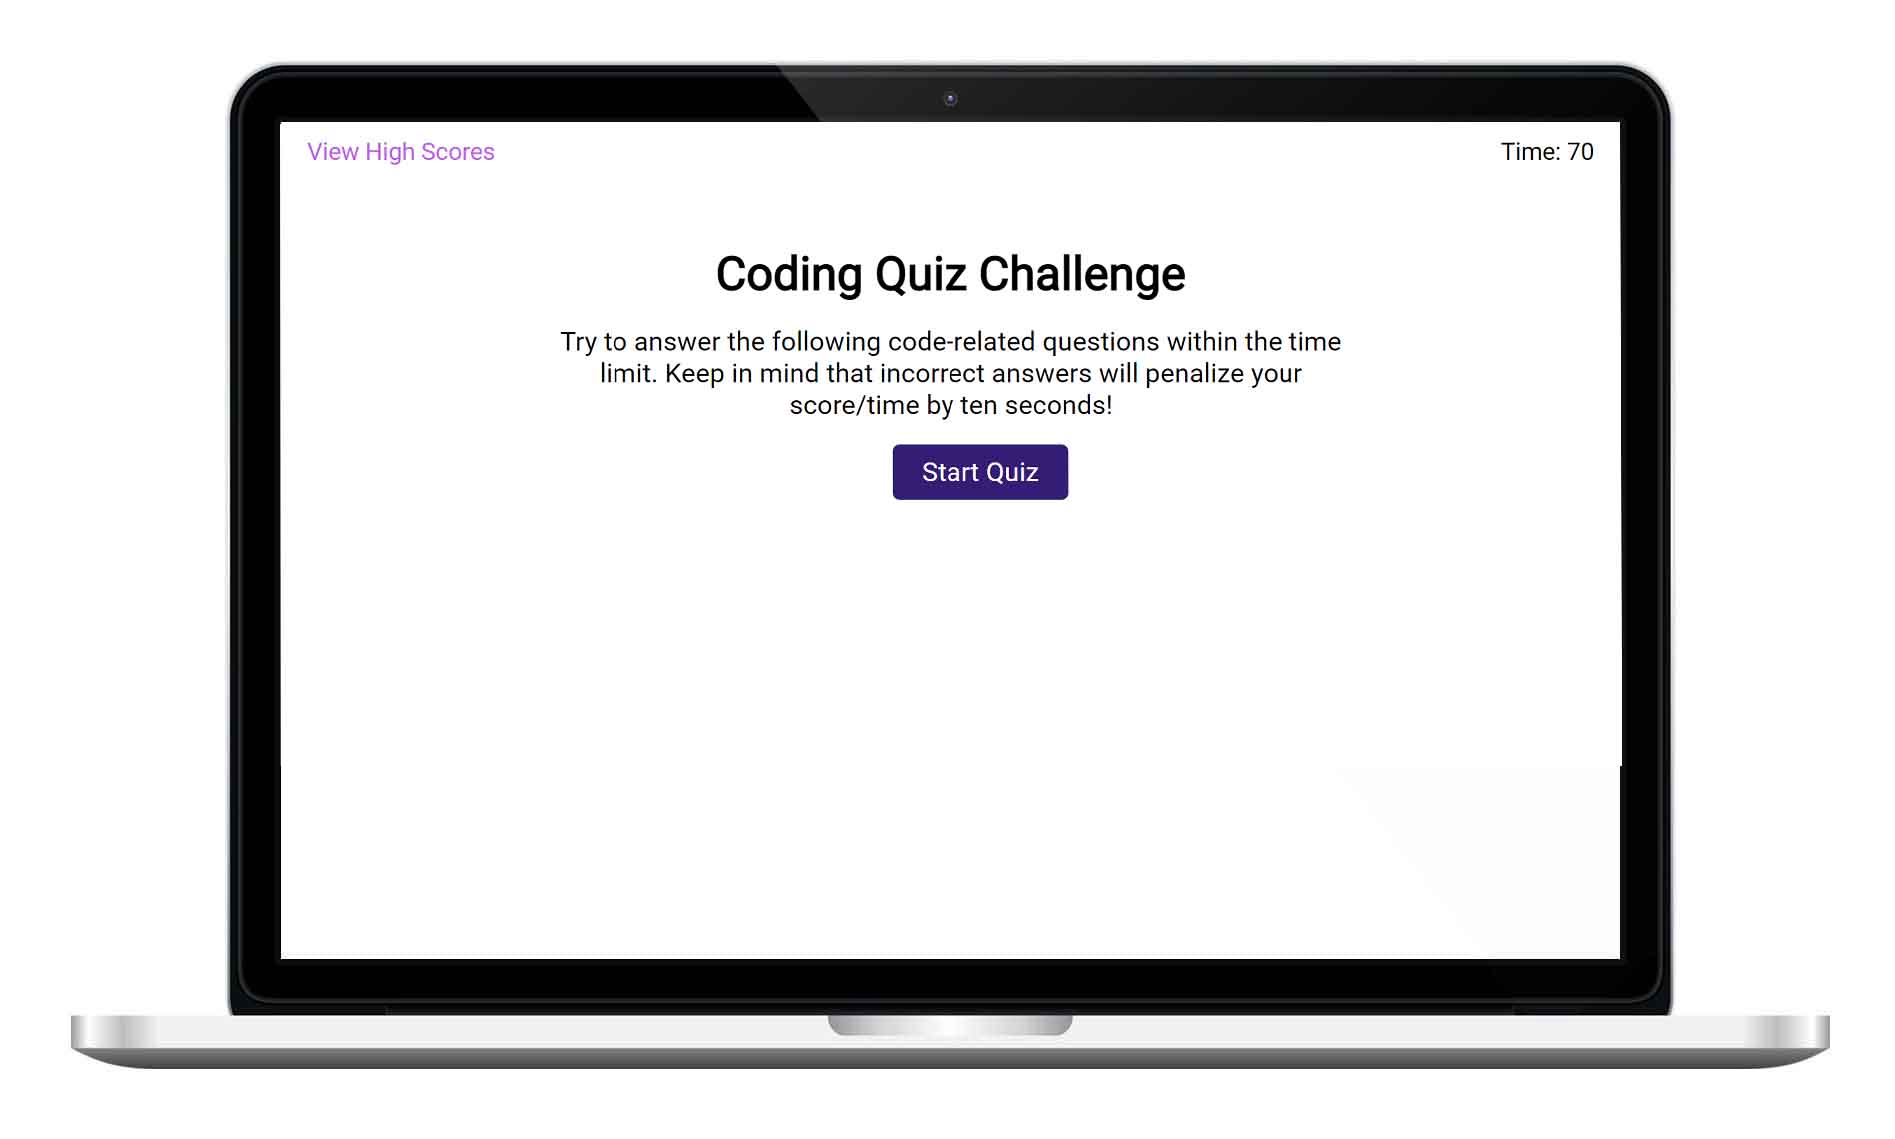 View High Scores
Time: 70
Coding Quiz Challenge
Try to answer the following code-related questions within the time
limit. Keep in mind that incorrect answers will penalize your
score/time by ten seconds!
Start Quiz